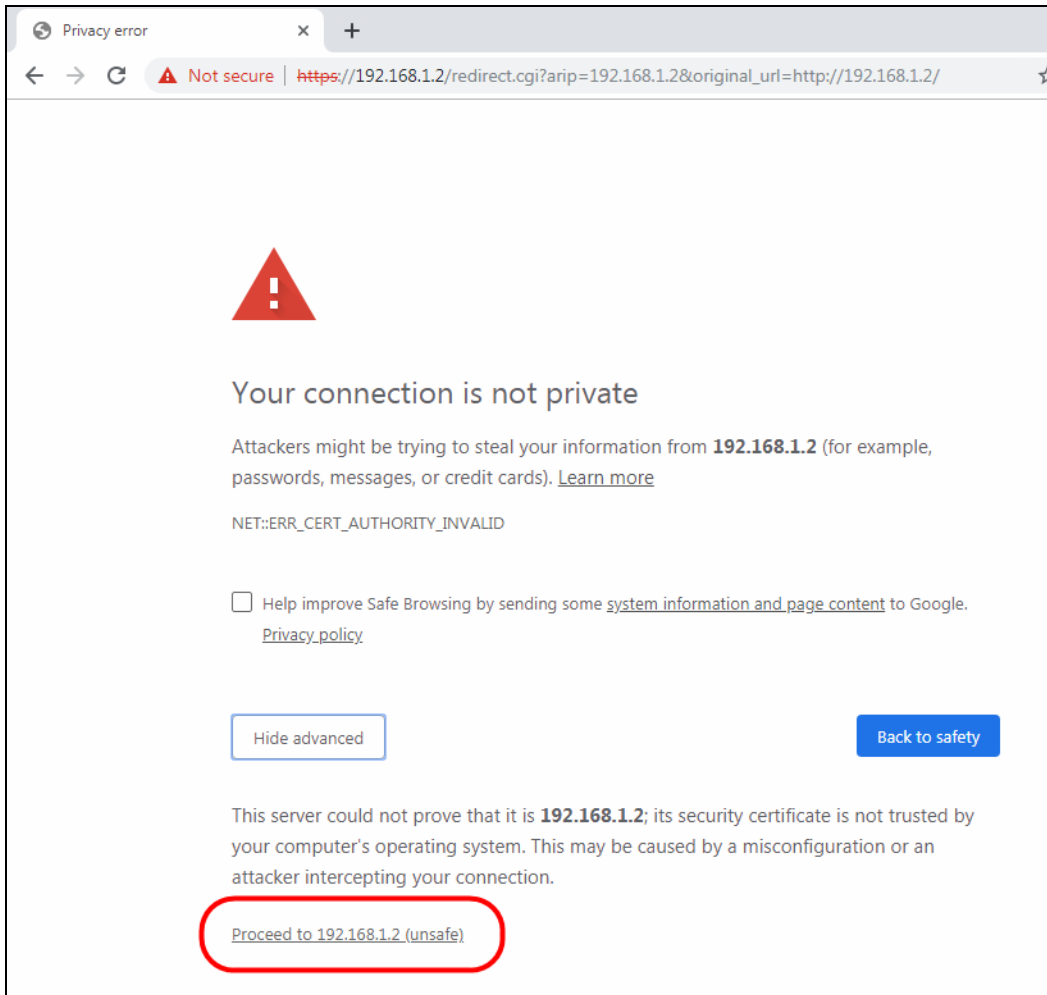 Privacy error
Not secure | https://192.168.1.2/redirect.cgi?arip=192.168.1.2&original_url=http://192.168.1.2/
Your connection is not private
Attackers might be trying to steal your information from 192.168.1.2 (for example,
passwords, messages, or credit cards). Learn more
NET::ERR_CERT_AUTHORITY_INVALID
Help improve Safe Browsing by sending some system information and page content to Google.
Privacy policy
Hide advanced
Back to safety
This server could not prove that it is 192.168.1.2; its security certificate is not trusted by
your computer's operating system. This may be caused by a misconfiguration or an
attacker intercepting your connection.
Proceed to 192.168.1.2 (unsafe)